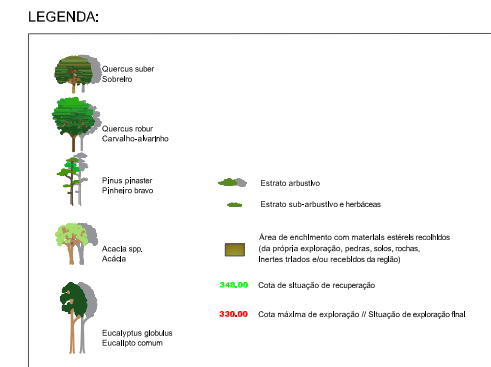 LEGENDA:
Quercus suber
Sobreiro
Quercus robur
Carvalho-alvarinho
Pinus pinaster
Pinheiro bravo
Acacia spp.
Acácia
Eucalyptus globulus
Eucalipto comum
Estrato arbustivo
Estrato sub-arbustivo e herbáceas
Área de enchimento com materiais estéreis recolhidos
(da própria exploração, pedras, solos, rochas,
inertes triados e/ou recebidos da região)
348.00 Cota de situação de recuperação
330.00 Cota máxima de exploração // Situação de exploração final